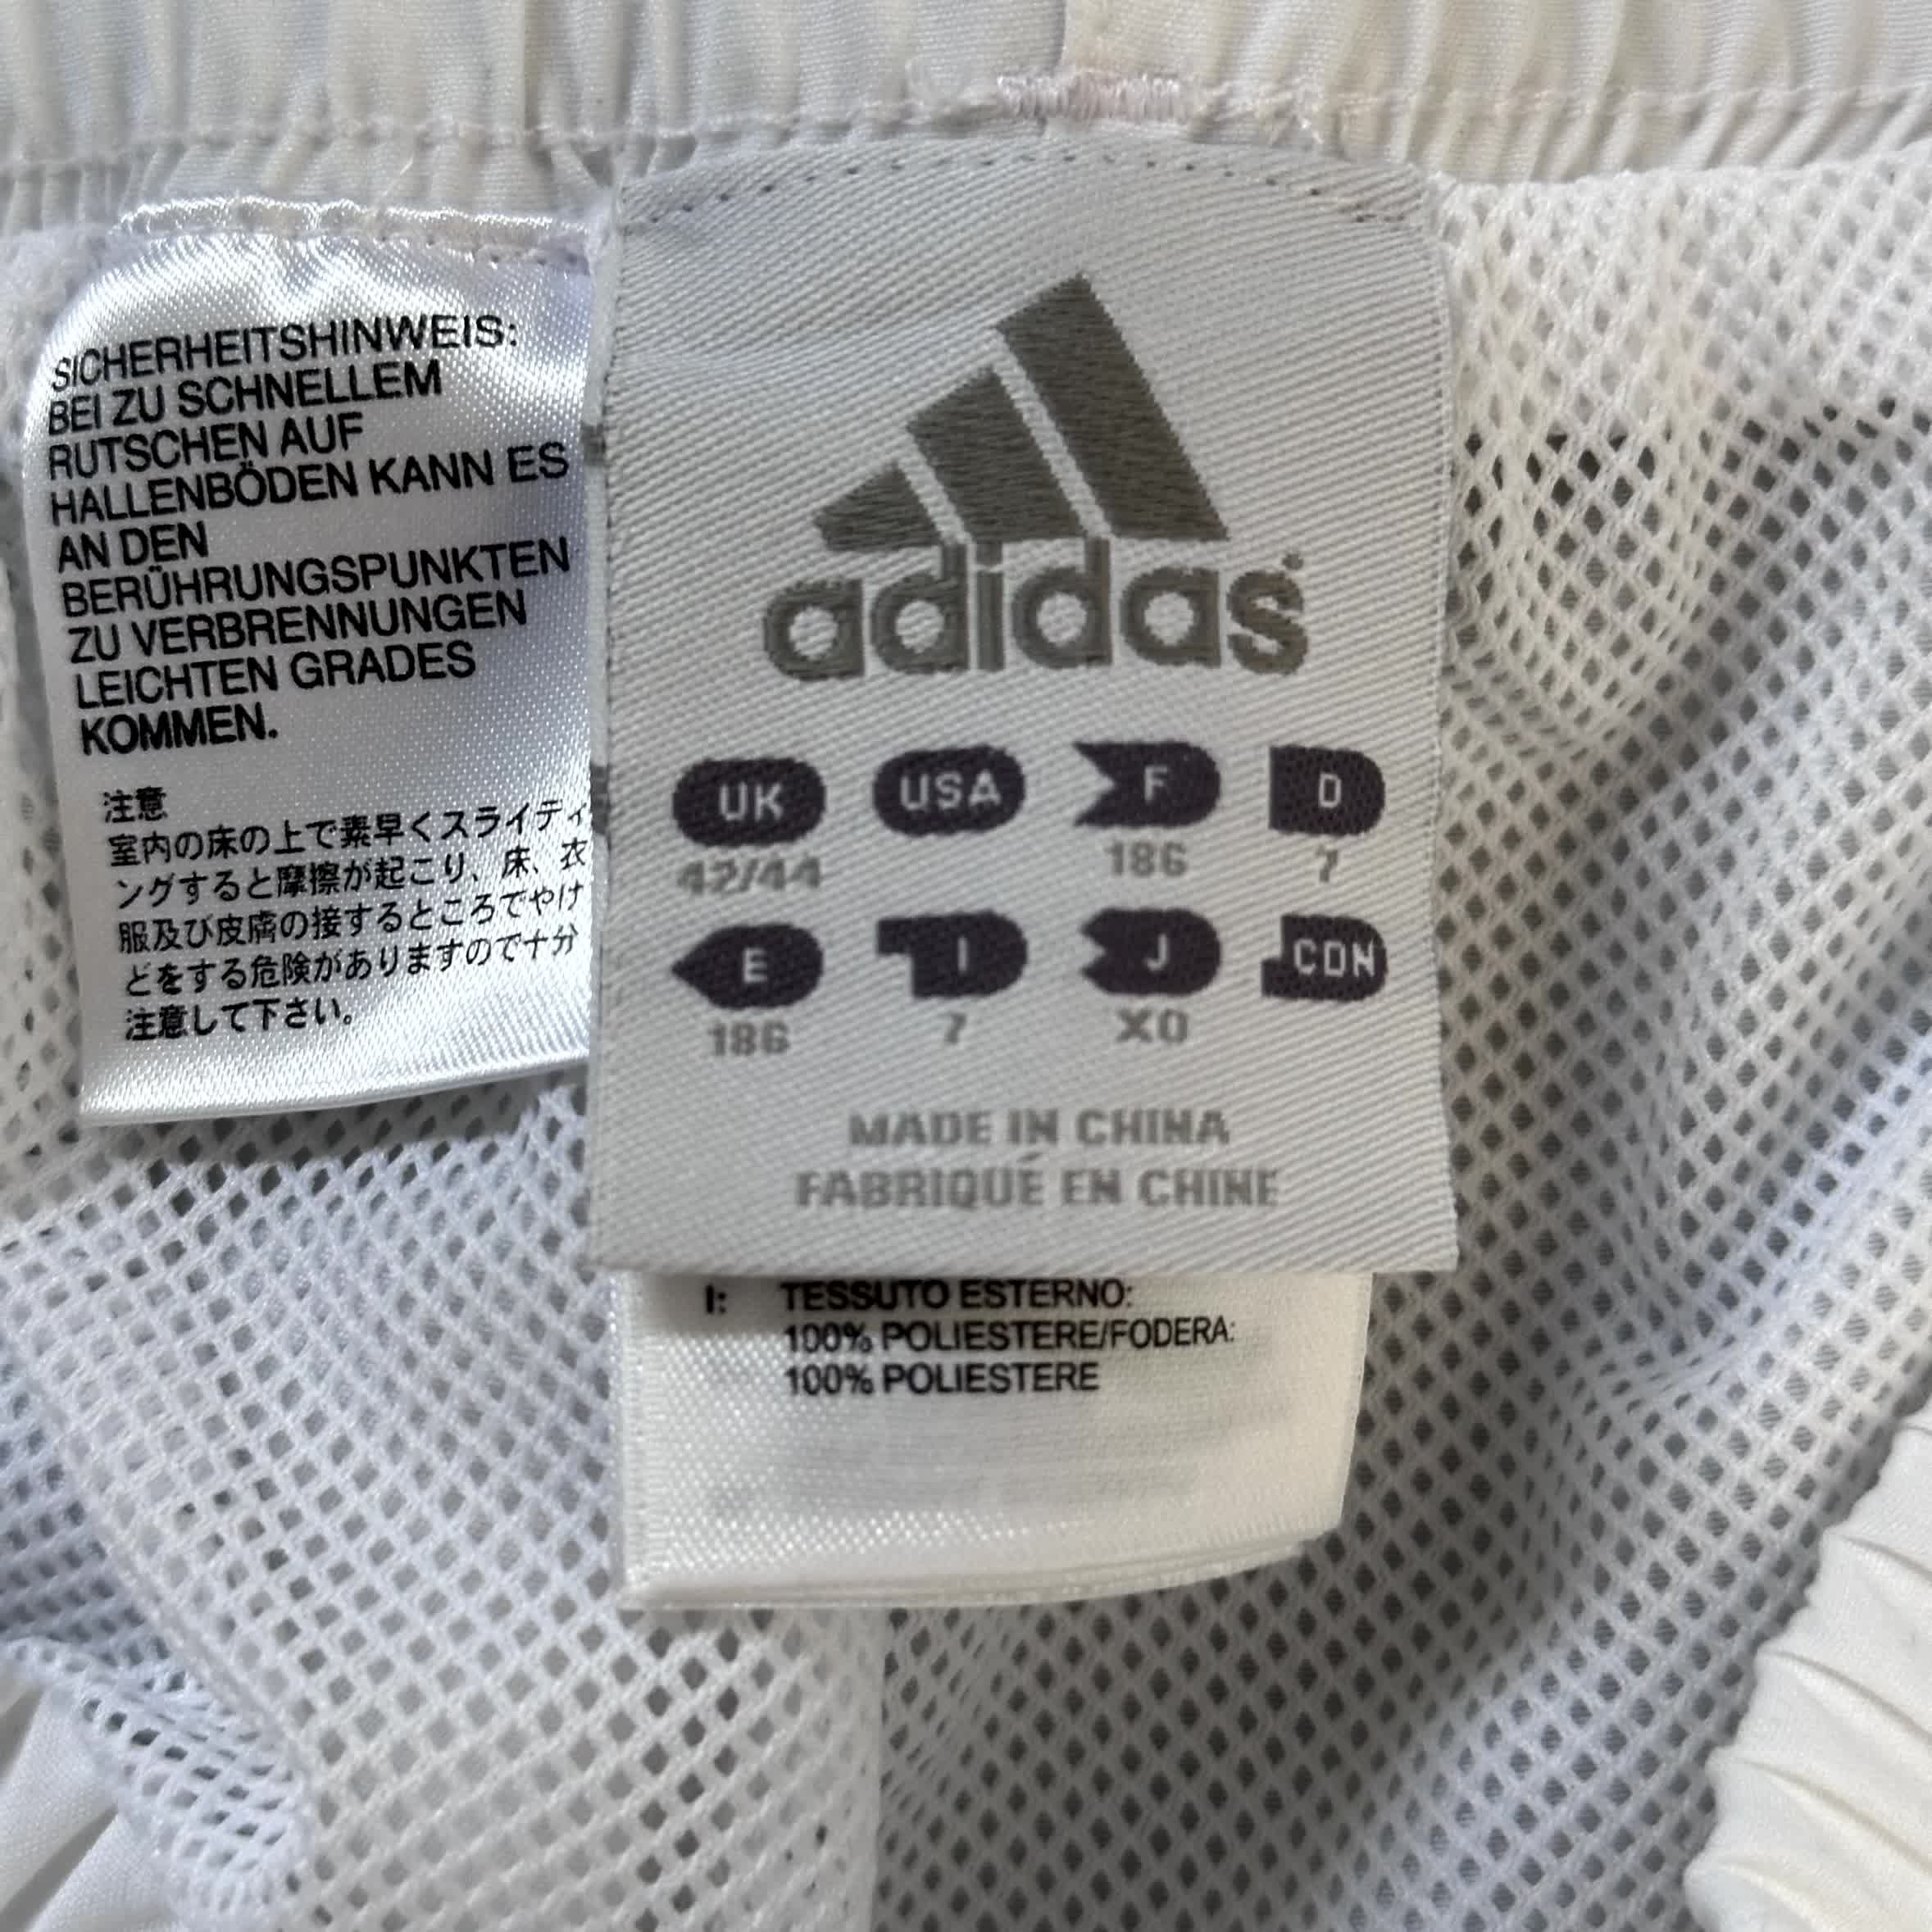 SICHERHEITSHINWEIS:
BEI ZU SCHNELLEM
RUTSCHEN AUF
HALLENBÖDEN KANN ES
AN DEN
BERÜHRUNGSPUNKTEN
ZU VERBRENNUNGEN
LEICHTEN GRADES
KOMMEN.
注意
室内の床の上で素早くスライディ
ングすると摩擦が起こり、床、衣
服及び皮膚の接するところでやけ
どをする危険がありますので十分
注意して下さい。
adidas
UK USA F D
42/44 186 7
E I J CDN
186 7 XO
MADE IN CHINA
FABRIQUÉ EN CHINE
I: TESSUTO ESTERNO:
100% POLIESTERE/FODERA:
100% POLIESTERE